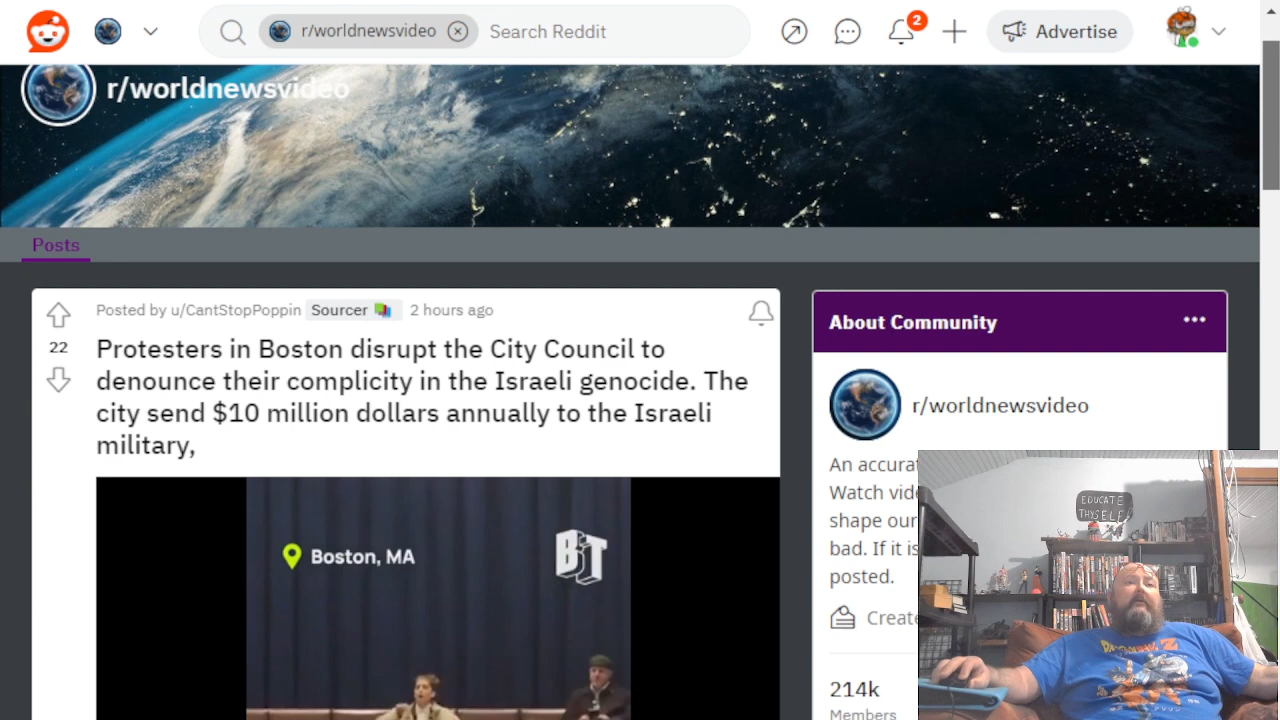 r/worldnewsvideo
Search Reddit
2
Advertise
r/worldnewsvideo
Posts
Posted by u/CantStopPoppin Sourcer 2 hours ago
22
Protesters in Boston disrupt the City Council to
denounce their complicity in the Israeli genocide. The
city send $10 million dollars annually to the Israeli
military,
Boston, MA
BT
About Community
r/worldnewsvideo
An accura
Watch vid
shape our
bad. If it is
posted.
Create
214k
Members
EDUCATE
THYSELF